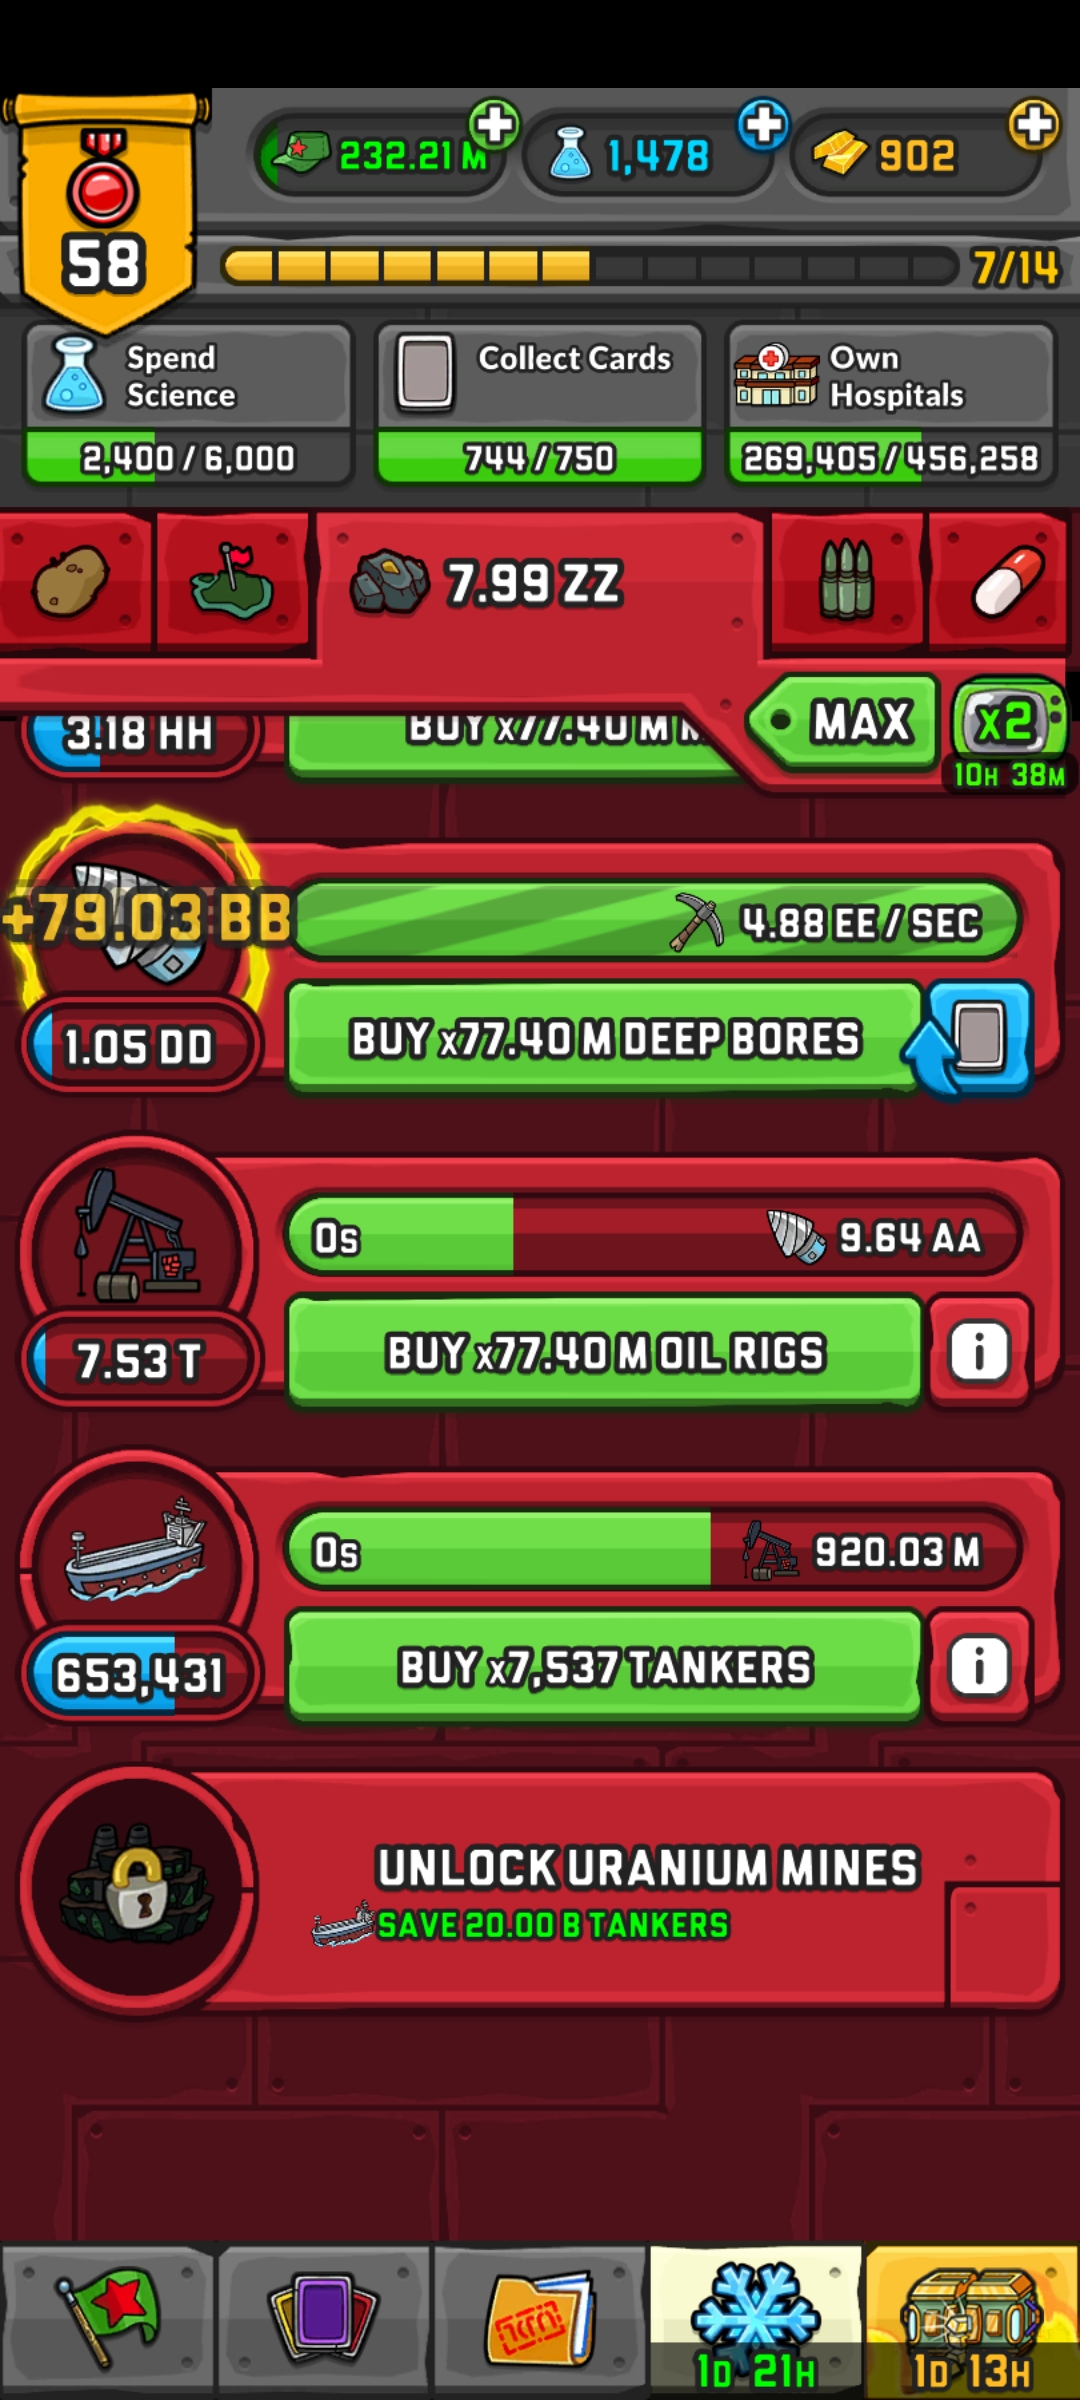 232.21 M
1,478
902
58
7/14
Spend
Science
2,400 / 6,000
Collect Cards
744 / 750
Own
Hospitals
269,405 / 456,258
7.99 ZZ
MAX
x2
10H 38M
3.18 HH
BUY x77.40 M
+79.03 BB
4.88 EE / SEC
1.05 DD
BUY x77.40 M DEEP BORES
0s
9.64 AA
7.53 T
BUY x77.40 M OIL RIGS
i
0s
920.03 M
653,431
BUY x7,537 TANKERS
i
UNLOCK URANIUM MINES
SAVE 20.00 B TANKERS
1D 21H
1D 13H